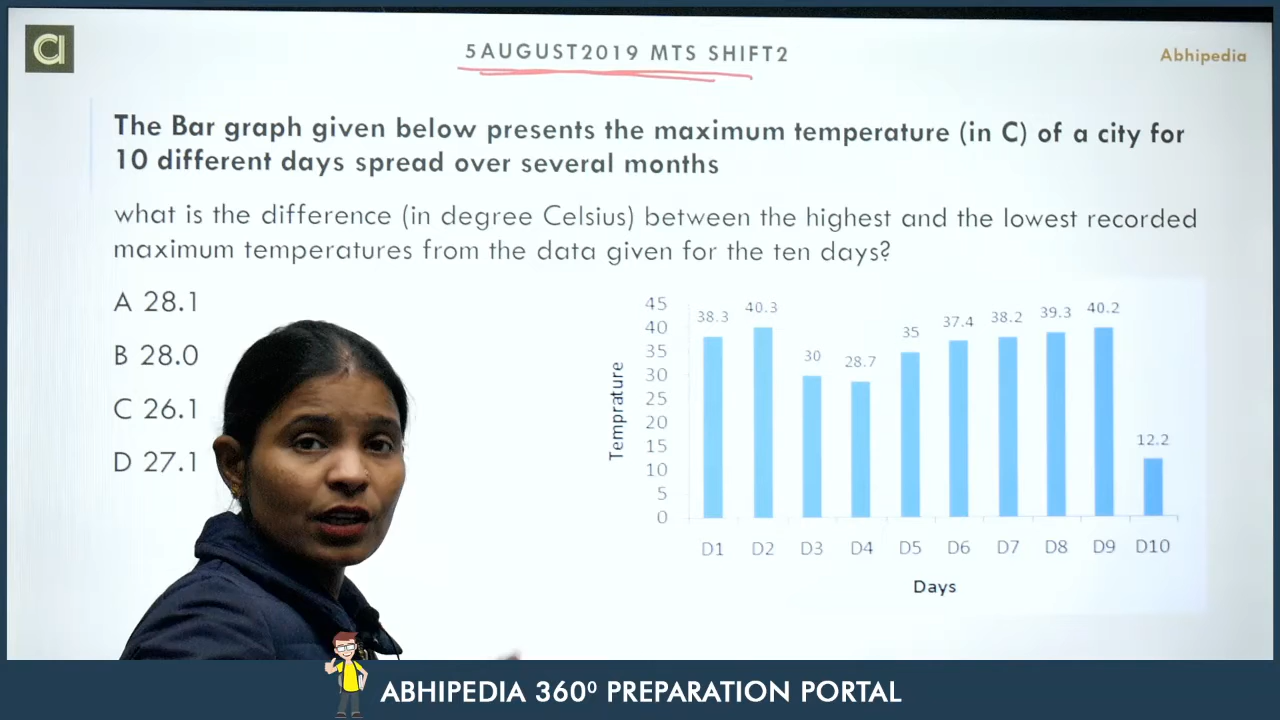 5AUGUST2019 MTS SHIFT2
Abhipedia
The Bar graph given below presents the maximum temperature (in C) of a city for
10 different days spread over several months
what is the difference (in degree Celsius) between the highest and the lowest recorded
maximum temperatures from the data given for the ten days?
A 28.1
B 28.0
C 26.1
D 27.1
Temprature
45
40
35
30
25
20
15
10
5
0
38.3
40.3
30
28.7
35
37.4
38.2
39.3
40.2
12.2
D1 D2 D3 D4 D5 D6 D7 D8 D9 D10
Days
ABHIPEDIA 360⁰ PREPARATION PORTAL